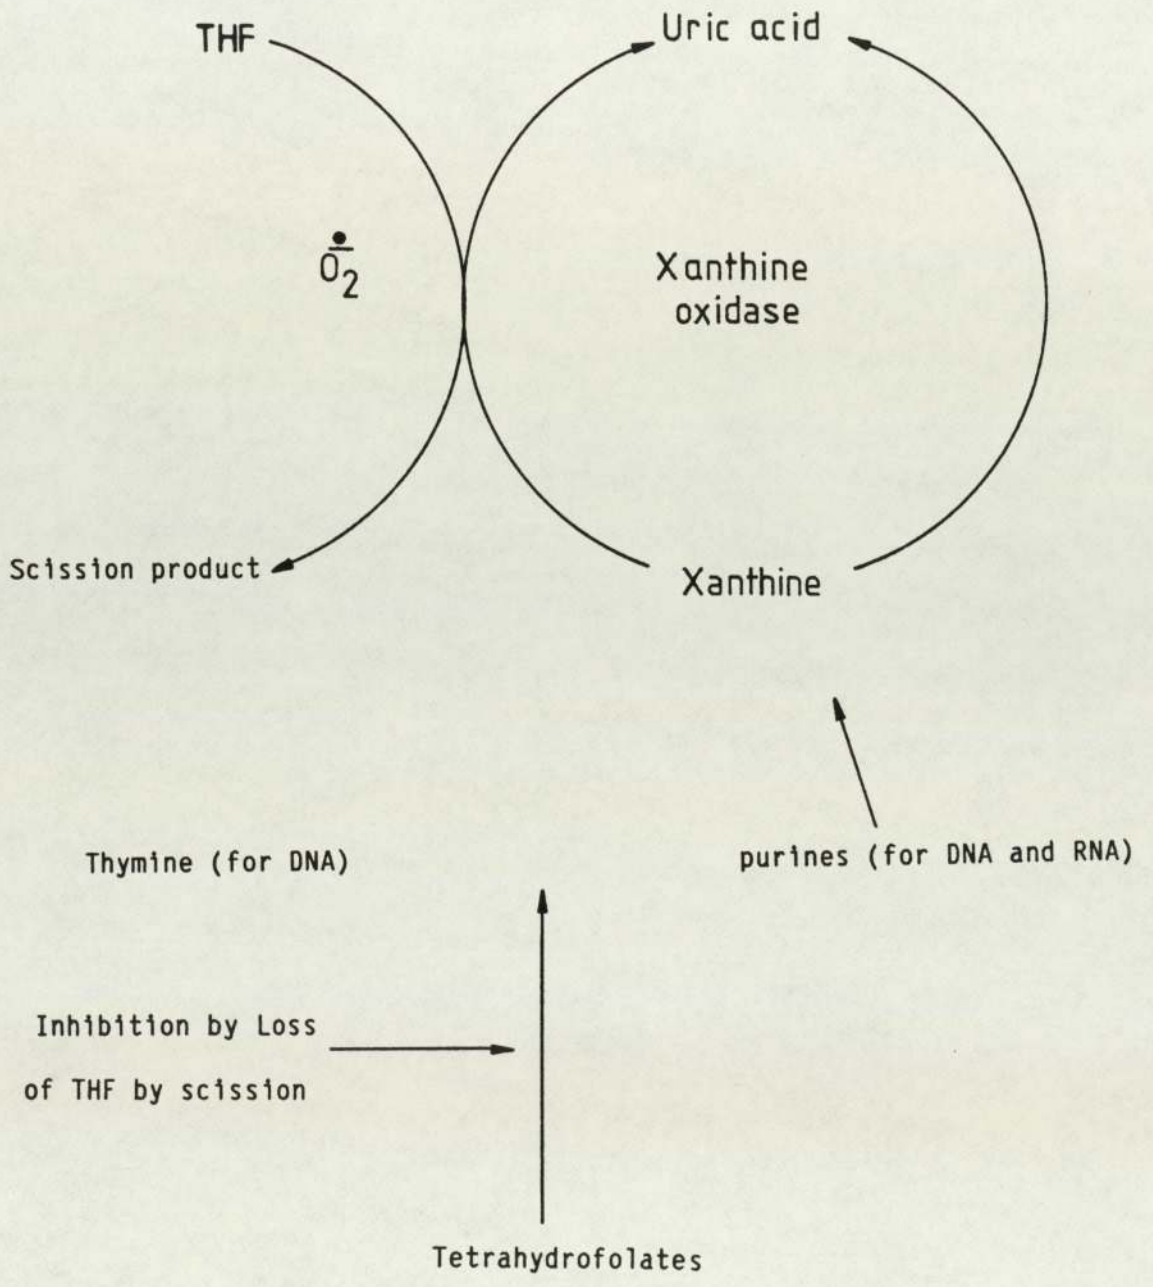 THF
Uric acid
Ȯ₂
Xanthine
oxidase
Scission product
Xanthine
Thymine (for DNA)
purines (for DNA and RNA)
Inhibition by Loss
of THF by scission
Tetrahydrofolates